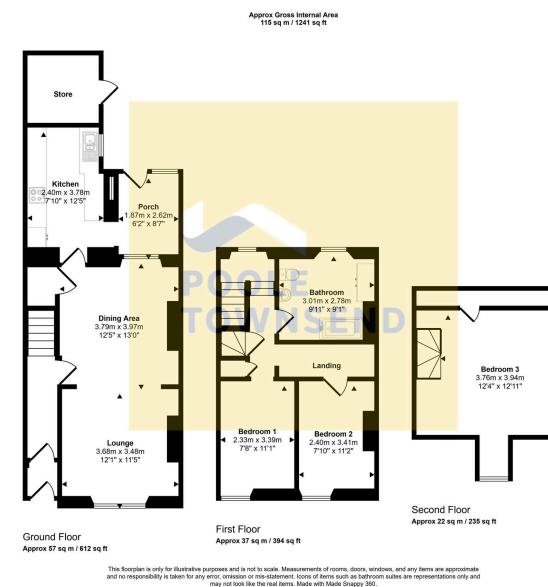 Approx Gross Internal Area
115 sq m / 1241 sq ft
Store
Kitchen
2.40m x 3.78m
7'10" x 12'5"
Porch
1.87m x 2.62m
6'2" x 8'7"
Dining Area
3.79m x 3.97m
12'5" x 13'0"
Lounge
3.68m x 3.48m
12'1" x 11'5"
Ground Floor
Approx 57 sq m / 612 sq ft
POOLE
TOWNSEND
Bathroom
3.01m x 2.78m
9'11" x 9'1"
Landing
Bedroom 1
2.33m x 3.39m
7'8" x 11'1"
Bedroom 2
2.40m x 3.41m
7'10" x 11'2"
First Floor
Approx 37 sq m / 394 sq ft
Bedroom 3
3.76m x 3.94m
12'4" x 12'11"
Second Floor
Approx 22 sq m / 235 sq ft
This floorplan is only for illustrative purposes and is not to scale. Measurements of rooms, doors, windows, and any items are approximate
and no responsibility is taken for any error, omission or mis-statement. Icons of items such as bathroom suites are representations only and
may not look like the real items. Made with Made Snappy 360.